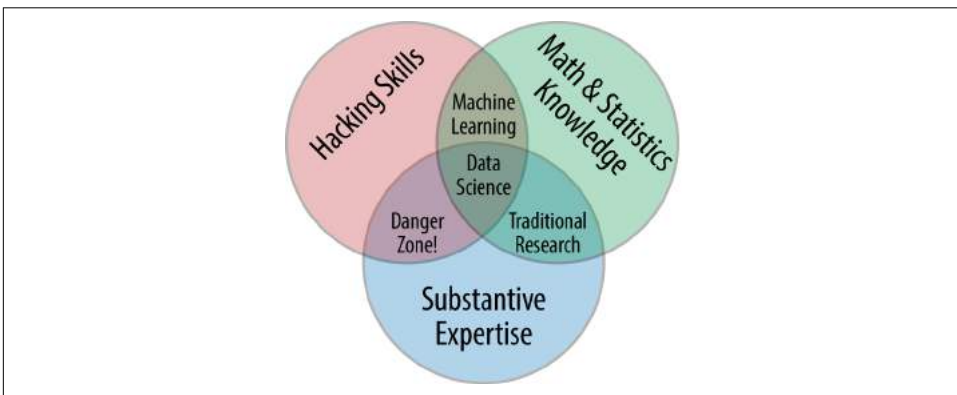 Hacking Skills
Math & Statistics
Knowledge
Machine
Learning
Data
Science
Danger
Zone!
Traditional
Research
Substantive
Expertise